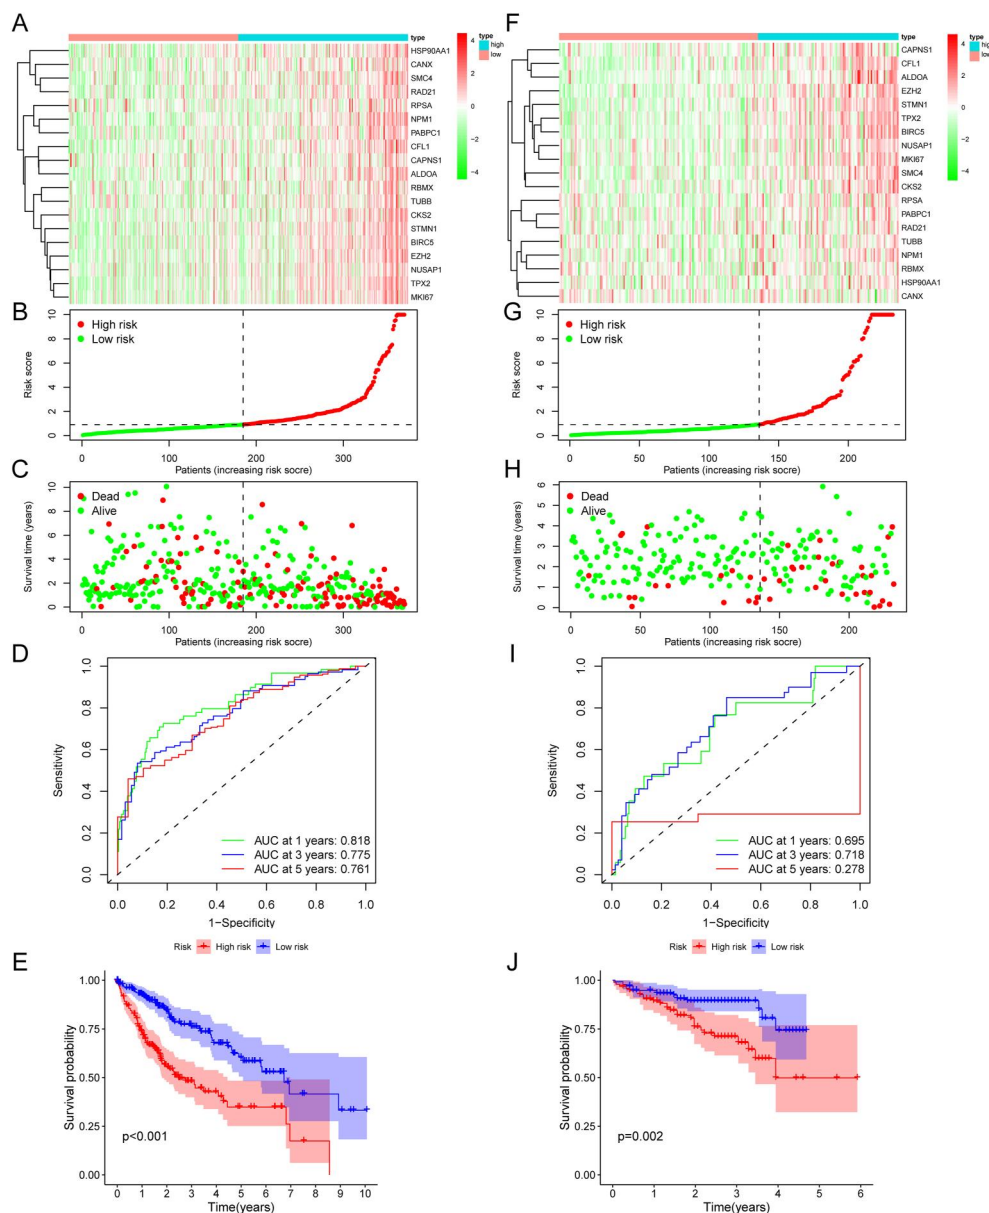 A
type
type
high
low
4
2
0
−2
−4
HSP90AA1
CANX
SMC4
RAD21
RPSA
NPM1
PABPC1
CFL1
CAPNS1
ALDOA
RBMX
TUBB
CKS2
STMN1
BIRC5
EZH2
NUSAP1
TPX2
MKI67
F
type
type
high
low
4
2
0
−2
−4
CAPNS1
CFL1
ALDOA
EZH2
STMN1
TPX2
BIRC5
NUSAP1
MKI67
SMC4
CKS2
RPSA
PABPC1
RAD21
TUBB
NPM1
RBMX
HSP90AA1
CANX
B
High risk
Low risk
Risk score
10
8
6
4
2
0
0 100 200 300
Patients (increasing risk socre)
G
High risk
Low risk
Risk score
10
8
6
4
2
0
0 50 100 150 200
Patients (increasing risk socre)
C
Dead
Alive
Survival time (years)
10
8
6
4
2
0
0 100 200 300
Patients (increasing risk socre)
H
Dead
Alive
Survival time (years)
6
5
4
3
2
1
0
0 50 100 150 200
Patients (increasing risk socre)
D
Sensitivity
1.0
0.8
0.6
0.4
0.2
0.0
AUC at 1 years: 0.818
AUC at 3 years: 0.775
AUC at 5 years: 0.761
0.0 0.2 0.4 0.6 0.8 1.0
1−Specificity
I
Sensitivity
1.0
0.8
0.6
0.4
0.2
0.0
AUC at 1 years: 0.695
AUC at 3 years: 0.718
AUC at 5 years: 0.278
0.0 0.2 0.4 0.6 0.8 1.0
1−Specificity
E
Risk High risk Low risk
Survival probability
1.00
0.75
0.50
0.25
0.00
p<0.001
0 1 2 3 4 5 6 7 8 9 10
Time(years)
J
Risk High risk Low risk
Survival probability
1.00
0.75
0.50
0.25
0.00
p=0.002
0 1 2 3 4 5 6
Time(years)